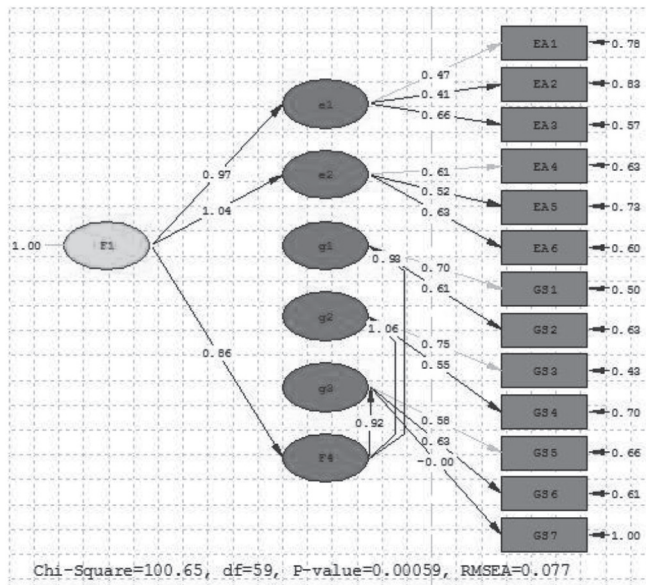 EA1
0.78
0.47
EA2
0.83
0.41
e1
0.66
EA3
0.57
0.97
EA4
0.63
0.61
e2
0.52
EA5
0.73
1.04
0.63
EA6
0.60
1.00
F1
g1
0.93
0.70
GS1
0.50
0.61
GS2
0.63
g2
1.06
0.75
GS3
0.43
0.86
0.55
GS4
0.70
g3
0.92
0.58
GS5
0.66
0.63
F4
-0.00
GS6
0.61
GS7
1.00
Chi-Square=100.65, df=59, P-value=0.00059, RMSEA=0.077